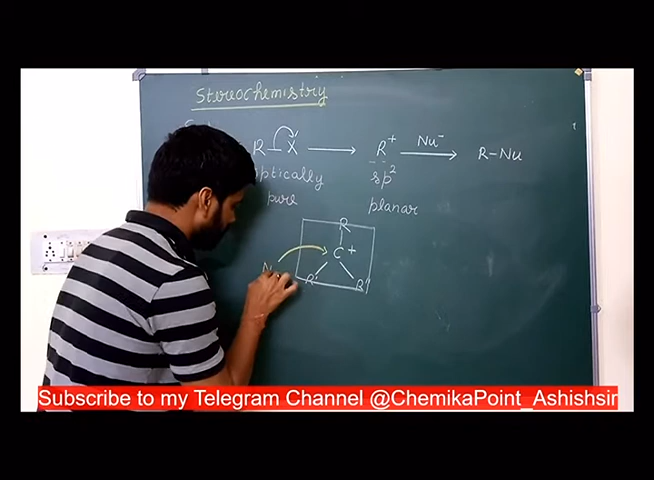 Stereochemistry
R — X → R⁺ Nu⁻ → R-Nu
optically sp²
pure planar
R
C +
R' R"
Subscribe to my Telegram Channel @ChemikaPoint_Ashishsir